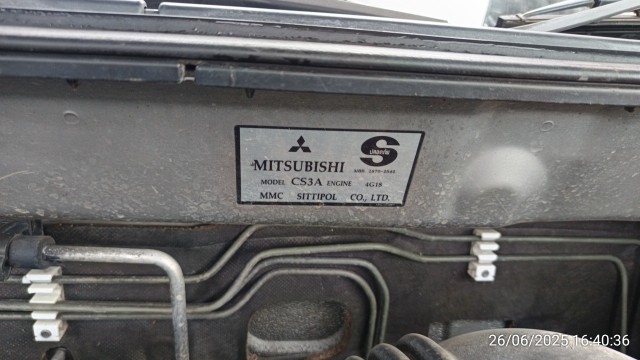 MITSUBISHI
MODEL CS3A ENGINE 4G18
MMC SITTIPOL CO., LTD.
S
26/06/2025 16:40:36